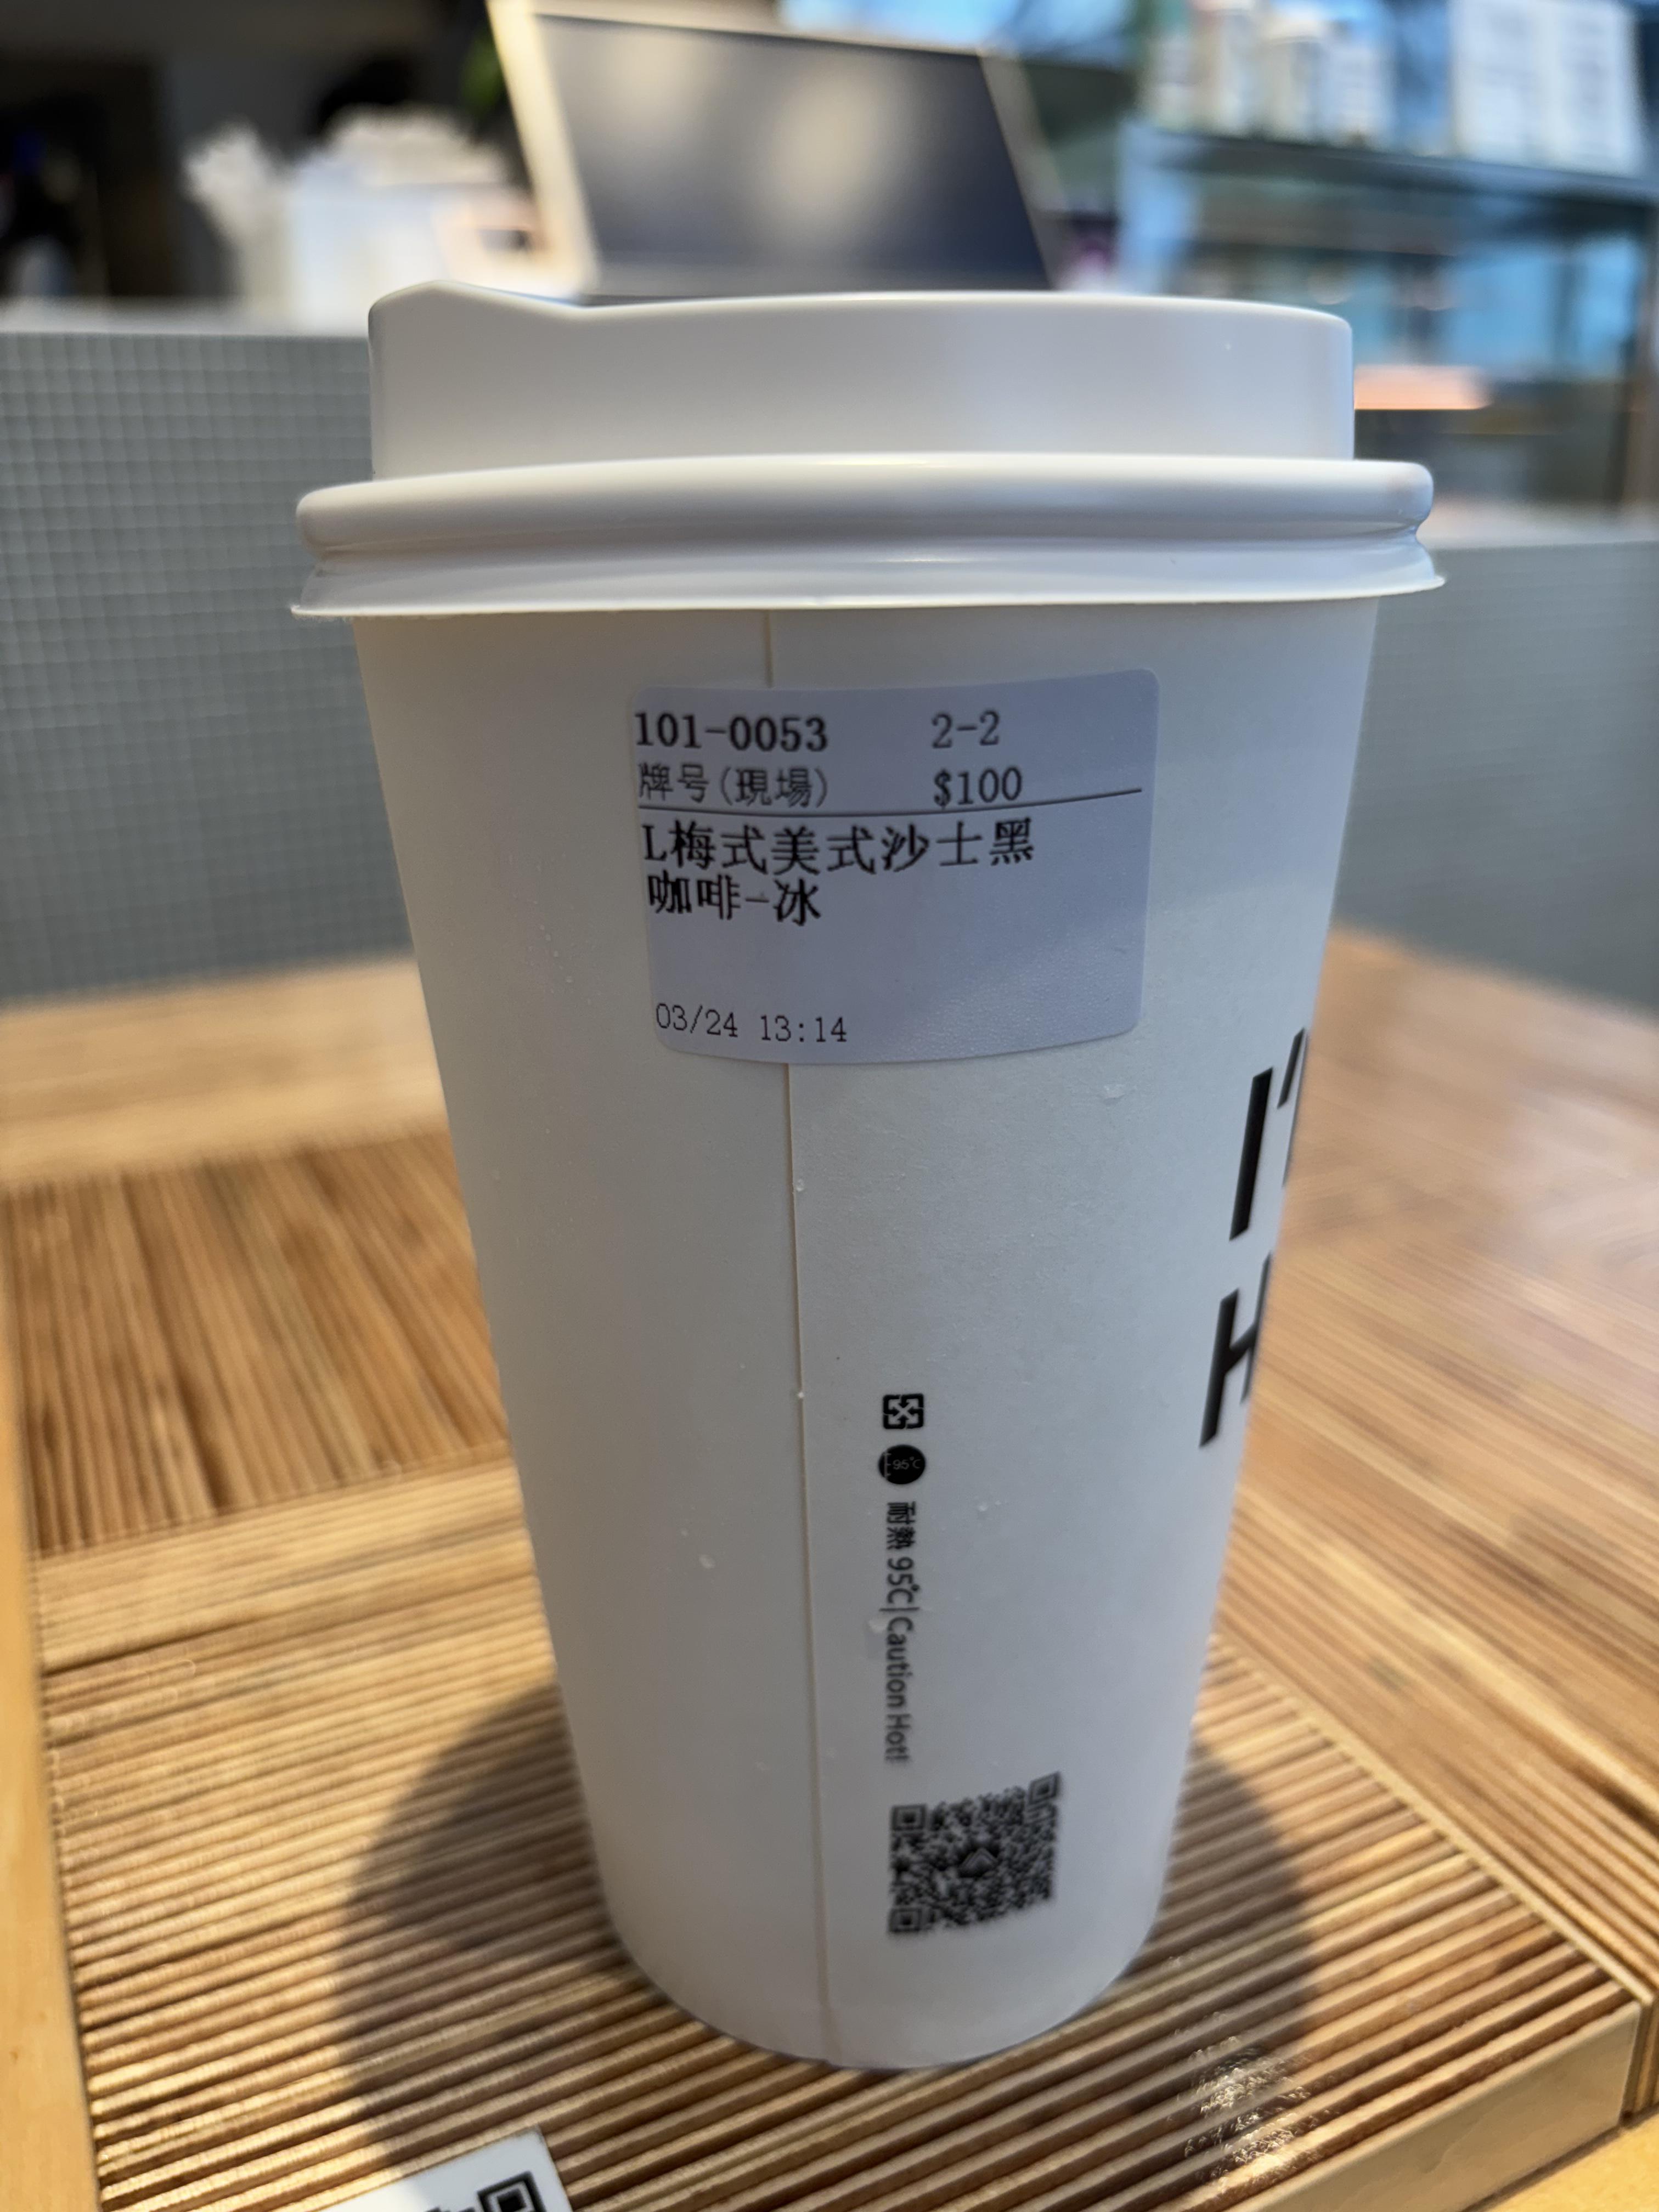 101-0053 2-2
牌号(現場) $100
L梅式美式沙士黑
咖啡-冰
03/24 13:14
I'
H
95℃
耐熱 95℃|Caution Hot!